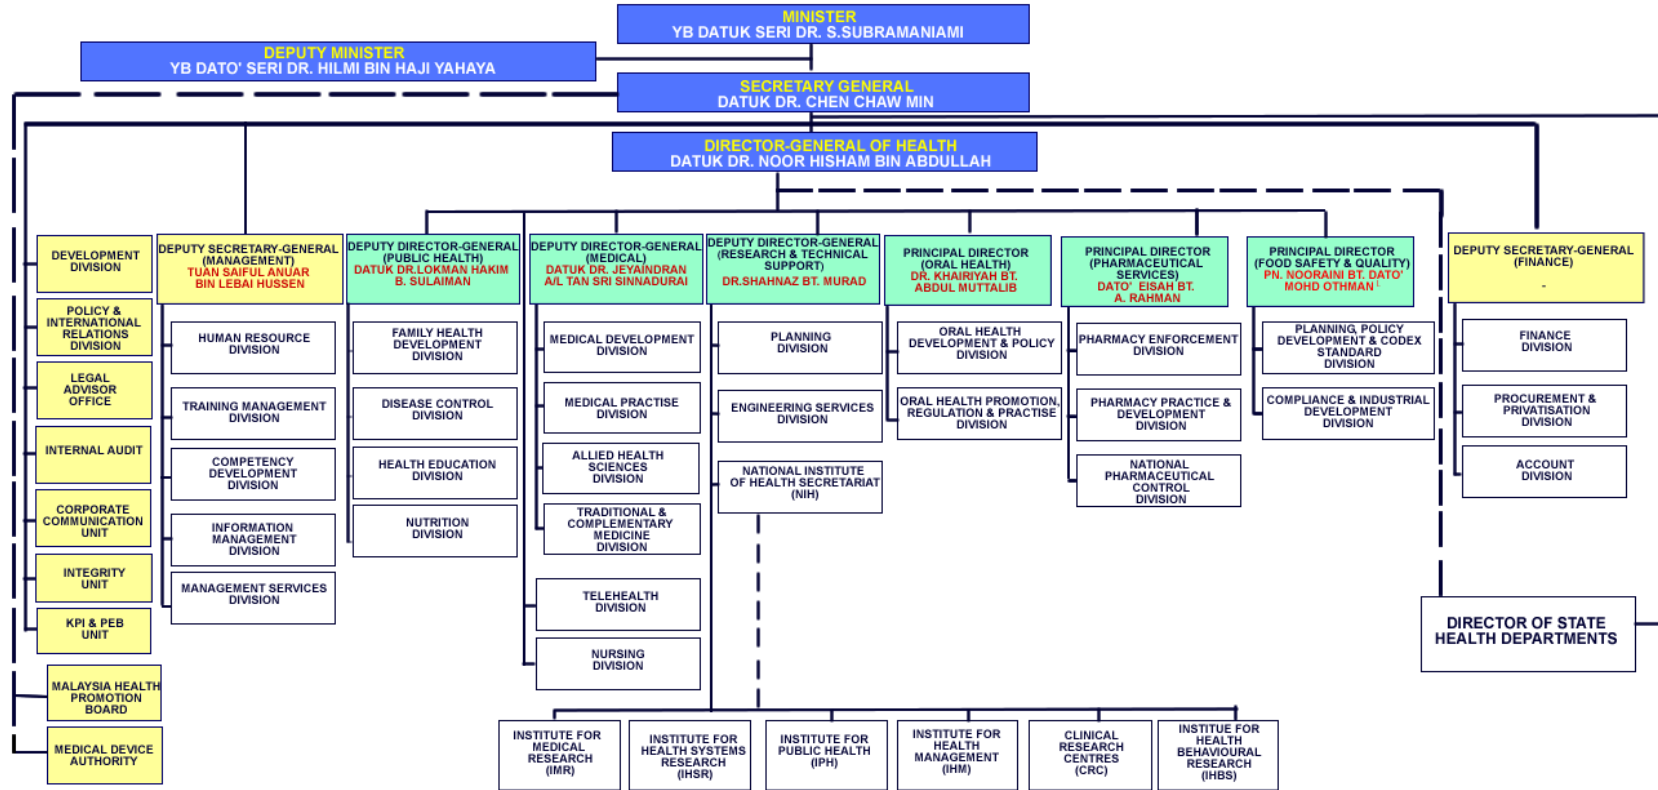 MINISTER
YB DATUK SERI DR. S.SUBRAMANIAMI
DEPUTY MINISTER
YB DATO' SERI DR. HILMI BIN HAJI YAHAYA
SECRETARY GENERAL
DATUK DR. CHEN CHAW MIN
DIRECTOR-GENERAL OF HEALTH
DATUK DR. NOOR HISHAM BIN ABDULLAH
DEVELOPMENT
DIVISION
POLICY &
INTERNATIONAL
RELATIONS
DIVISION
LEGAL
ADVISOR
OFFICE
INTERNAL AUDIT
CORPORATE
COMMUNICATION
UNIT
INTEGRITY
UNIT
KPI & PEB
UNIT
MALAYSIA HEALTH
PROMOTION
BOARD
MEDICAL DEVICE
AUTHORITY
DEPUTY SECRETARY-GENERAL
(MANAGEMENT)
TUAN SAIFUL ANUAR
BIN LEBAI HUSSEN
HUMAN RESOURCE
DIVISION
TRAINING MANAGEMENT
DIVISION
COMPETENCY
DEVELOPMENT
DIVISION
INFORMATION
MANAGEMENT
DIVISION
MANAGEMENT SERVICES
DIVISION
DEPUTY DIRECTOR-GENERAL
(PUBLIC HEALTH)
DATUK DR.LOKMAN HAKIM
B. SULAIMAN
FAMILY HEALTH
DEVELOPMENT
DIVISION
DISEASE CONTROL
DIVISION
HEALTH EDUCATION
DIVISION
NUTRITION
DIVISION
DEPUTY DIRECTOR-GENERAL
(MEDICAL)
DATUK DR. JEYAINDRAN
A/L TAN SRI SINNADURAI
MEDICAL DEVELOPMENT
DIVISION
MEDICAL PRACTISE
DIVISION
ALLIED HEALTH
SCIENCES
DIVISION
TRADITIONAL &
COMPLEMENTARY
MEDICINE
DIVISION
TELEHEALTH
DIVISION
NURSING
DIVISION
DEPUTY DIRECTOR-GENERAL
(RESEARCH & TECHNICAL
SUPPORT)
DR.SHAHNAZ BT. MURAD
PLANNING
DIVISION
ENGINEERING SERVICES
DIVISION
NATIONAL INSTITUTE
OF HEALTH SECRETARIAT
(NIH)
PRINCIPAL DIRECTOR
(ORAL HEALTH)
DR. KHAIRIYAH BT.
ABDUL MUTTALIB
ORAL HEALTH
DEVELOPMENT & POLICY
DIVISION
ORAL HEALTH PROMOTION,
REGULATION & PRACTISE
DIVISION
PRINCIPAL DIRECTOR
(PHARMACEUTICAL
SERVICES)
DATO' EISAH BT.
A. RAHMAN
PHARMACY ENFORCEMENT
DIVISION
PHARMACY PRACTICE &
DEVELOPMENT
DIVISION
NATIONAL
PHARMACEUTICAL
CONTROL
DIVISION
PRINCIPAL DIRECTOR
(FOOD SAFETY & QUALITY)
PN. NOORAINI BT. DATO'
MOHD OTHMAN
PLANNING, POLICY
DEVELOPMENT & CODEX
STANDARD
DIVISION
COMPLIANCE & INDUSTRIAL
DEVELOPMENT
DIVISION
DEPUTY SECRETARY-GENERAL
(FINANCE)
-
FINANCE
DIVISION
PROCUREMENT &
PRIVATISATION
DIVISION
ACCOUNT
DIVISION
DIRECTOR OF STATE
HEALTH DEPARTMENTS
INSTITUTE FOR
MEDICAL
RESEARCH
(IMR)
INSTITUTE FOR
HEALTH SYSTEMS
RESEARCH
(IHSR)
INSTITUTE FOR
PUBLIC HEALTH
(IPH)
INSTITUTE FOR
HEALTH
MANAGEMENT
(IHM)
CLINICAL
RESEARCH
CENTRES
(CRC)
INSTITUE FOR
HEALTH
BEHAVIOURAL
RESEARCH
(IHBS)